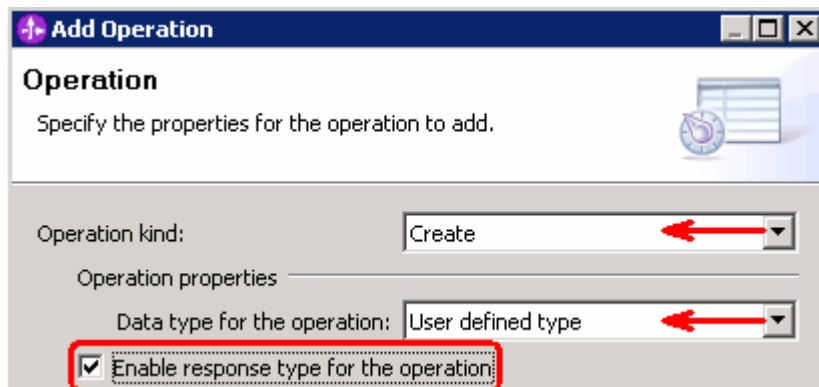 Add Operation
Operation
Specify the properties for the operation to add.
Operation kind: Create
Operation properties
Data type for the operation: User defined type
Enable response type for the operation